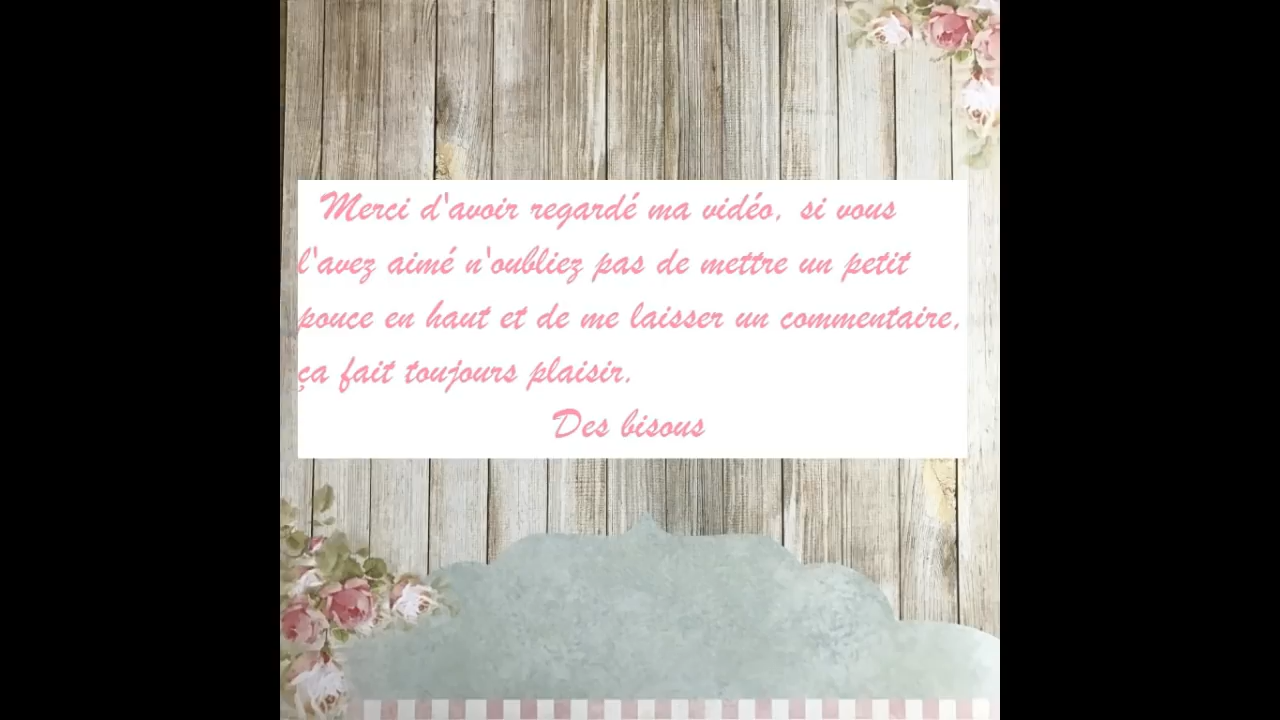 Merci d'avoir regardé ma vidéo, si vous
l'avez aimé n'oubliez pas de mettre un petit
pouce en haut et de me laisser un commentaire,
ça fait toujours plaisir.
Des bisous